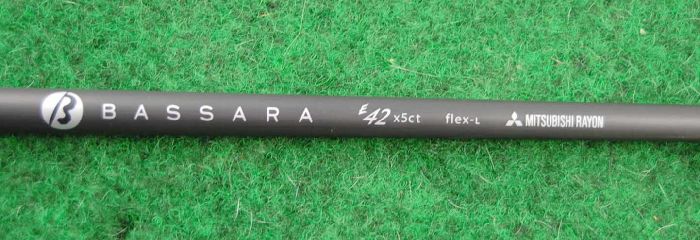 B BASSARA E42 x5ct flex-L MITSUBISHI RAYON